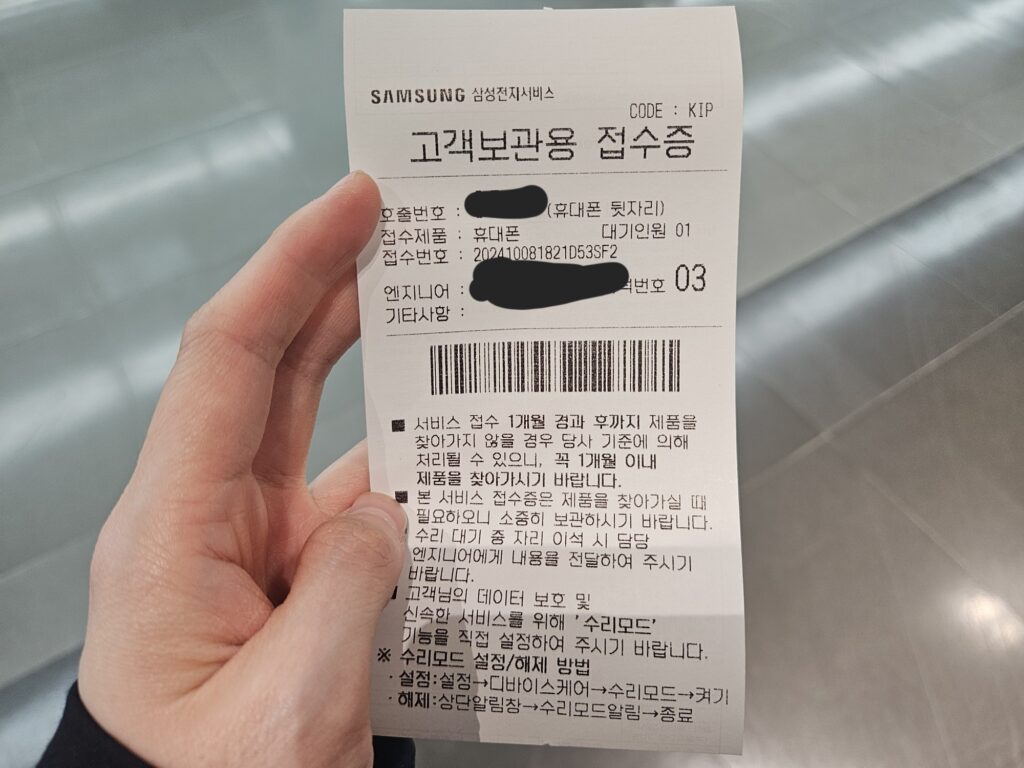 SAMSUNG 삼성전자서비스
CODE : KIP
고객보관용 접수증
호출번호 : (휴대폰 뒷자리)
접수제품 : 휴대폰 대기인원 01
접수번호 : 202410081821D53SF2
엔지니어 : 번호 03
기타사항 :
■ 서비스 접수 1개월 경과 후까지 제품을
찾아가지 않을 경우 당사 기준에 의해
처리될 수 있으니, 꼭 1개월 이내
제품을 찾아가시기 바랍니다.
■ 본 서비스 접수증은 제품을 찾아가실 때
필요하오니 소중히 보관하시기 바랍니다.
수리 대기 중 자리 이석 시 담당
엔지니어에게 내용을 전달하여 주시기
바랍니다.
고객님의 데이터 보호 및
신속한 서비스를 위해 '수리모드'
기능을 직접 설정하여 주시기 바랍니다.
※ 수리모드 설정/해제 방법
· 설정:설정→디바이스케어→수리모드→켜기
· 해제:상단알림창→수리모드알림→종료